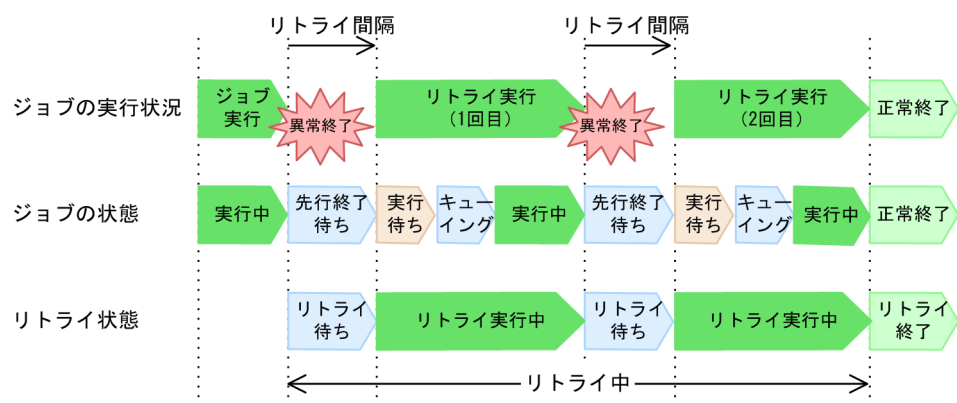 リトライ間隔
リトライ間隔
ジョブの実行状況
ジョブ
実行
異常終了
リトライ実行
(1回目)
異常終了
リトライ実行
(2回目)
正常終了
ジョブの状態
実行中
先行終了
待ち
実行
待ち
キュー
イング
実行中
先行終了
待ち
実行
待ち
キュー
イング
実行中
正常終了
リトライ状態
リトライ
待ち
リトライ実行中
リトライ
待ち
リトライ実行中
リトライ
終了
リトライ中